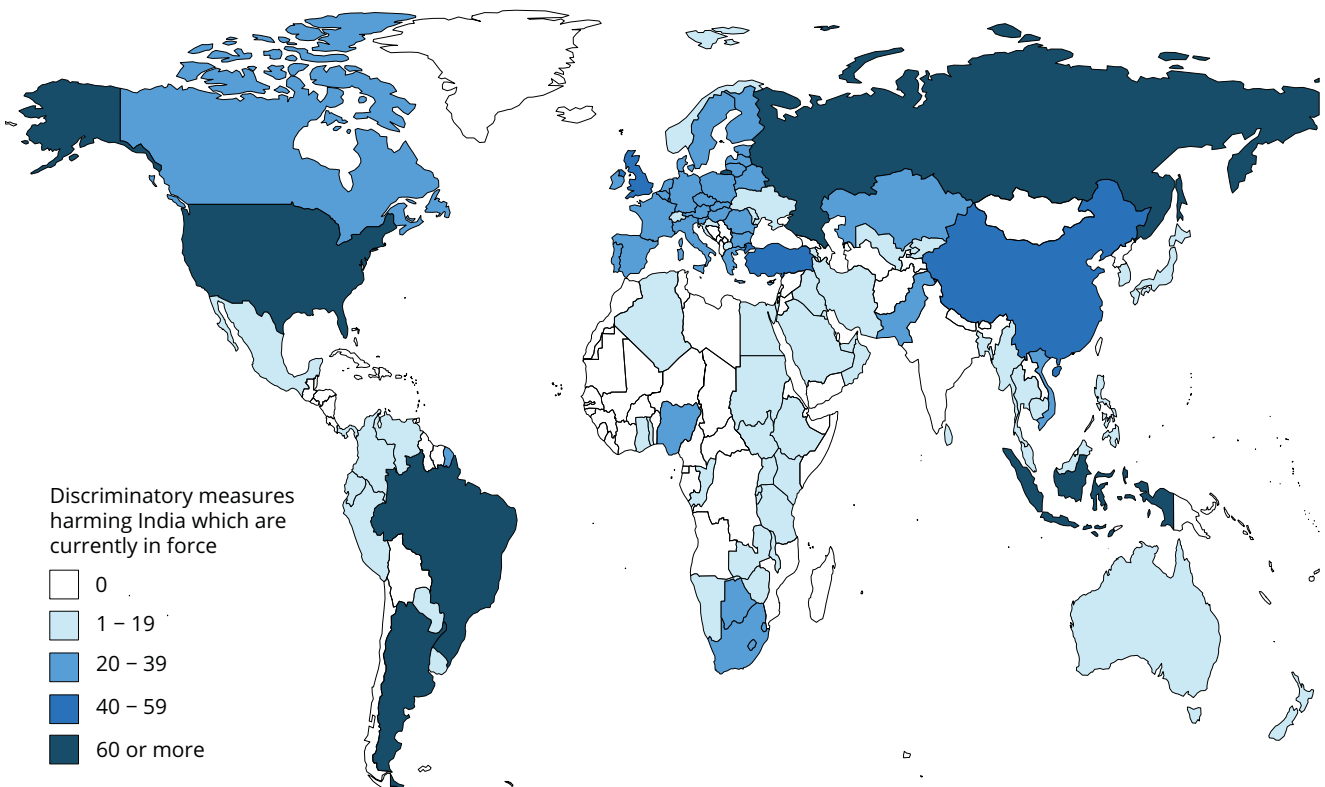 Discriminatory measures
harming India which are
currently in force
0
1 − 19
20 − 39
40 − 59
60 or more